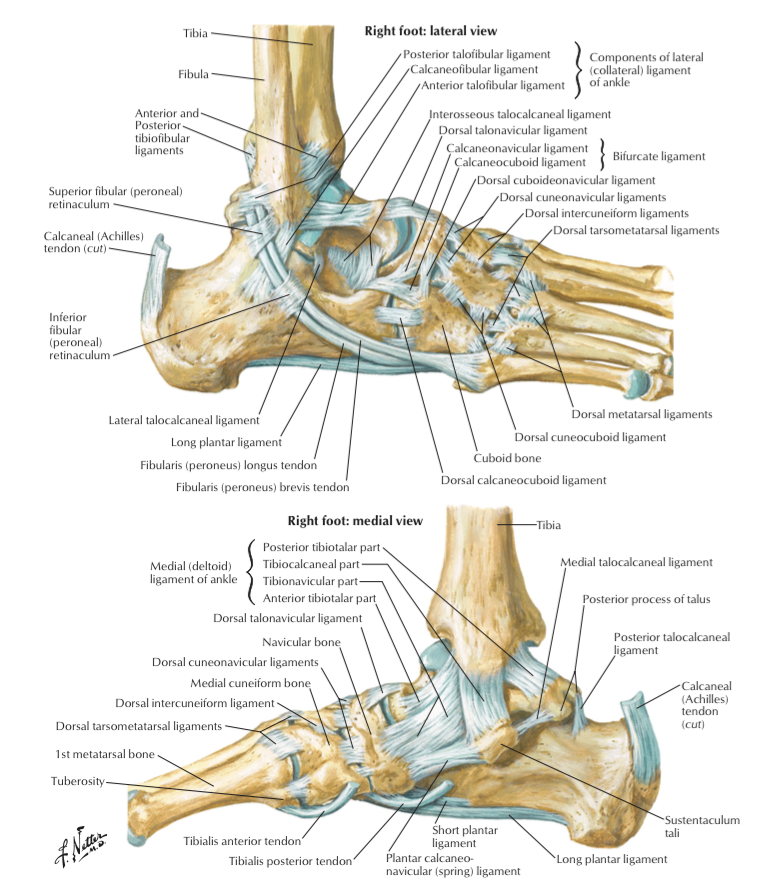 Right foot: lateral view
Tibia
Fibula
Anterior and
Posterior
tibiofibular
ligaments
Superior fibular (peroneal)
retinaculum
Calcaneal (Achilles)
tendon (cut)
Inferior
fibular
(peroneal)
retinaculum
Posterior talofibular ligament
Calcaneofibular ligament
Anterior talofibular ligament
Components of lateral
(collateral) ligament
of ankle
Interosseous talocalcaneal ligament
Dorsal talonavicular ligament
Calcaneonavicular ligament
Calcaneocuboid ligament
Bifurcate ligament
Dorsal cuboideonavicular ligament
Dorsal cuneonavicular ligaments
Dorsal intercuneiform ligaments
Dorsal tarsometatarsal ligaments
Lateral talocalcaneal ligament
Long plantar ligament
Fibularis (peroneus) longus tendon
Fibularis (peroneus) brevis tendon
Dorsal metatarsal ligaments
Dorsal cuneocuboid ligament
Cuboid bone
Dorsal calcaneocuboid ligament
Right foot: medial view
Medial (deltoid)
ligament of ankle
Posterior tibiotalar part
Tibiocalcaneal part
Tibionavicular part
Anterior tibiotalar part
Dorsal talonavicular ligament
Navicular bone
Dorsal cuneonavicular ligaments
Medial cuneiform bone
Dorsal intercuneiform ligament
Dorsal tarsometatarsal ligaments
1st metatarsal bone
Tuberosity
Tibia
Medial talocalcaneal ligament
Posterior process of talus
Posterior talocalcaneal
ligament
Calcaneal
(Achilles)
tendon
(cut)
Sustentaculum
tali
Tibialis anterior tendon
Tibialis posterior tendon
Short plantar
ligament
Plantar calcaneo-
navicular (spring) ligament
Long plantar ligament
F. Netter
M.D.